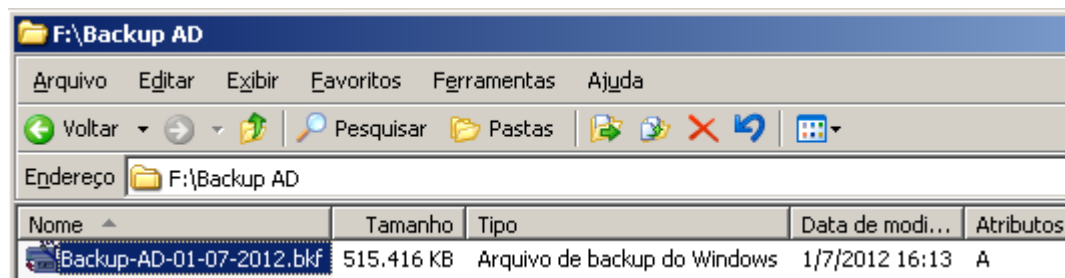 F:\Backup AD
Arquivo Editar Exibir Favoritos Ferramentas Ajuda
Voltar Pesquisar Pastas
Endereço F:\Backup AD
Nome Tamanho Tipo Data de modi... Atributos
Backup-AD-01-07-2012.bkf 515.416 KB Arquivo de backup do Windows 1/7/2012 16:13 A